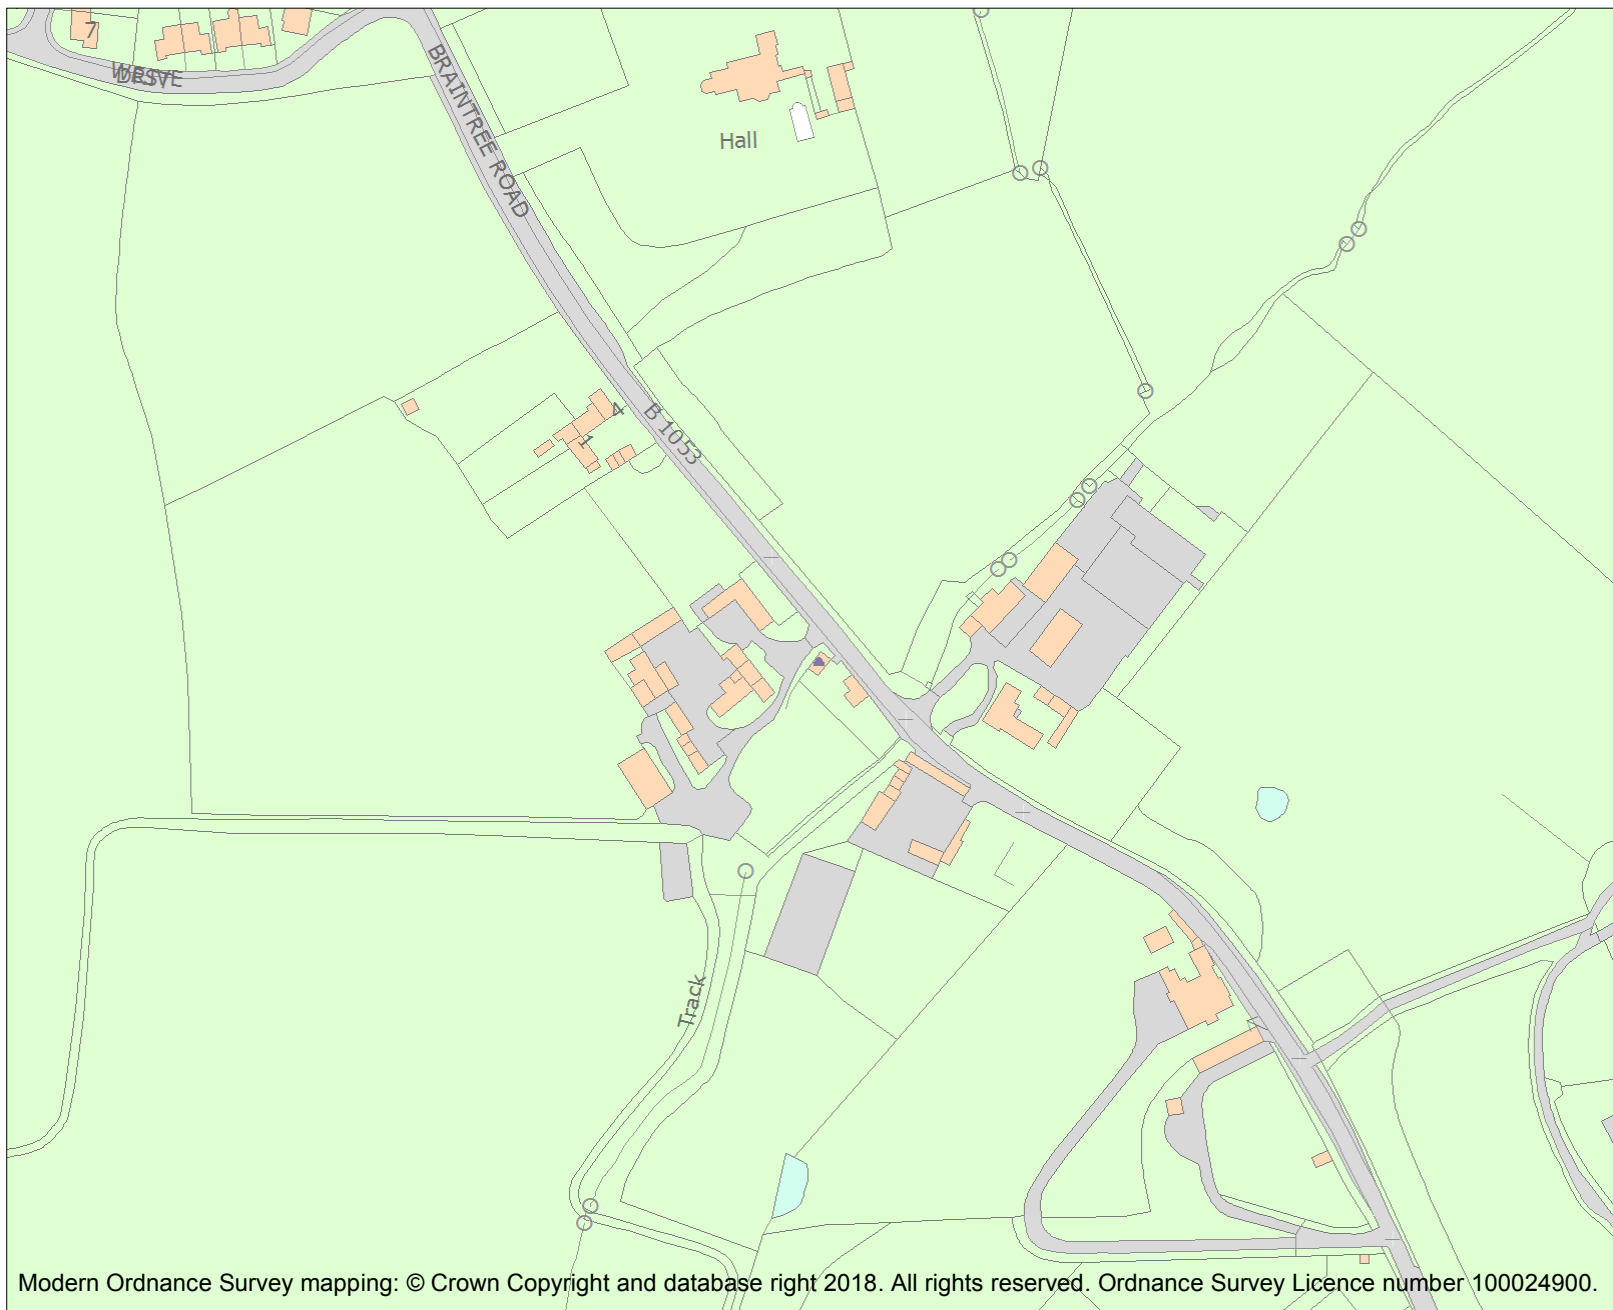 7
WESTVE
BRAINTREE ROAD
Hall
4
1
B 1053
Track
Modern Ordnance Survey mapping: © Crown Copyright and database right 2018. All rights reserved. Ordnance Survey Licence number 100024900.